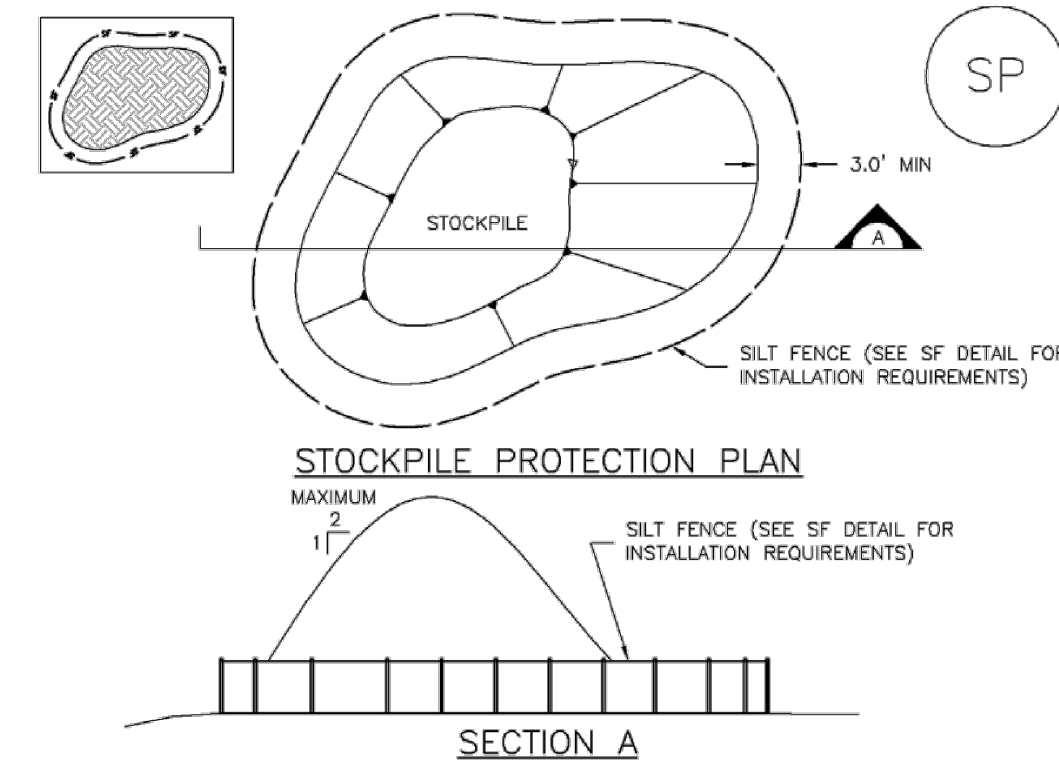 SF SF
SF SF
SF SF
SF SF
SP
3.0' MIN
STOCKPILE
A
SILT FENCE (SEE SF DETAIL FOR
INSTALLATION REQUIREMENTS)
STOCKPILE PROTECTION PLAN
MAXIMUM
2
1
SILT FENCE (SEE SF DETAIL FOR
INSTALLATION REQUIREMENTS)
SECTION A